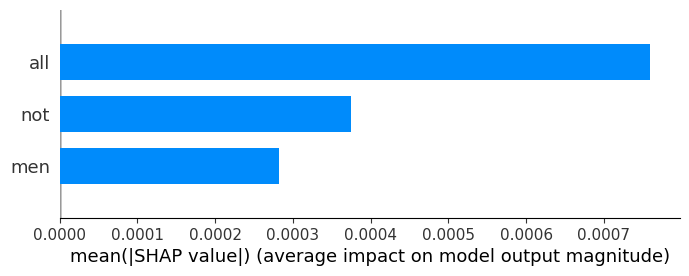 all
not
men
0.0000 0.0001 0.0002 0.0003 0.0004 0.0005 0.0006 0.0007
mean(|SHAP value|) (average impact on model output magnitude)